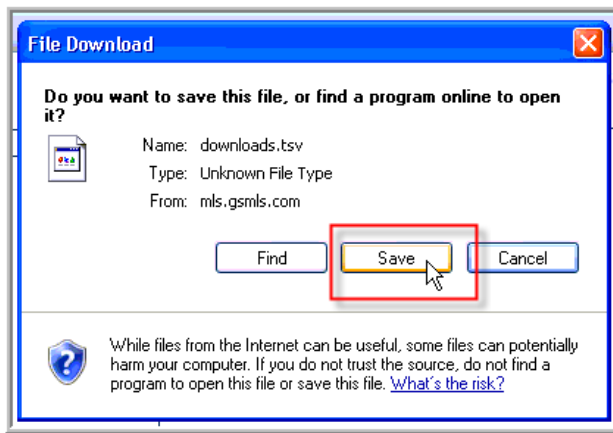 File Download
Do you want to save this file, or find a program online to open
it?
Name: downloads.tsv
Type: Unknown File Type
From: mls.gsmls.com
Find Save Cancel
While files from the Internet can be useful, some files can potentially
harm your computer. If you do not trust the source, do not find a
program to open this file or save this file. What's the risk?